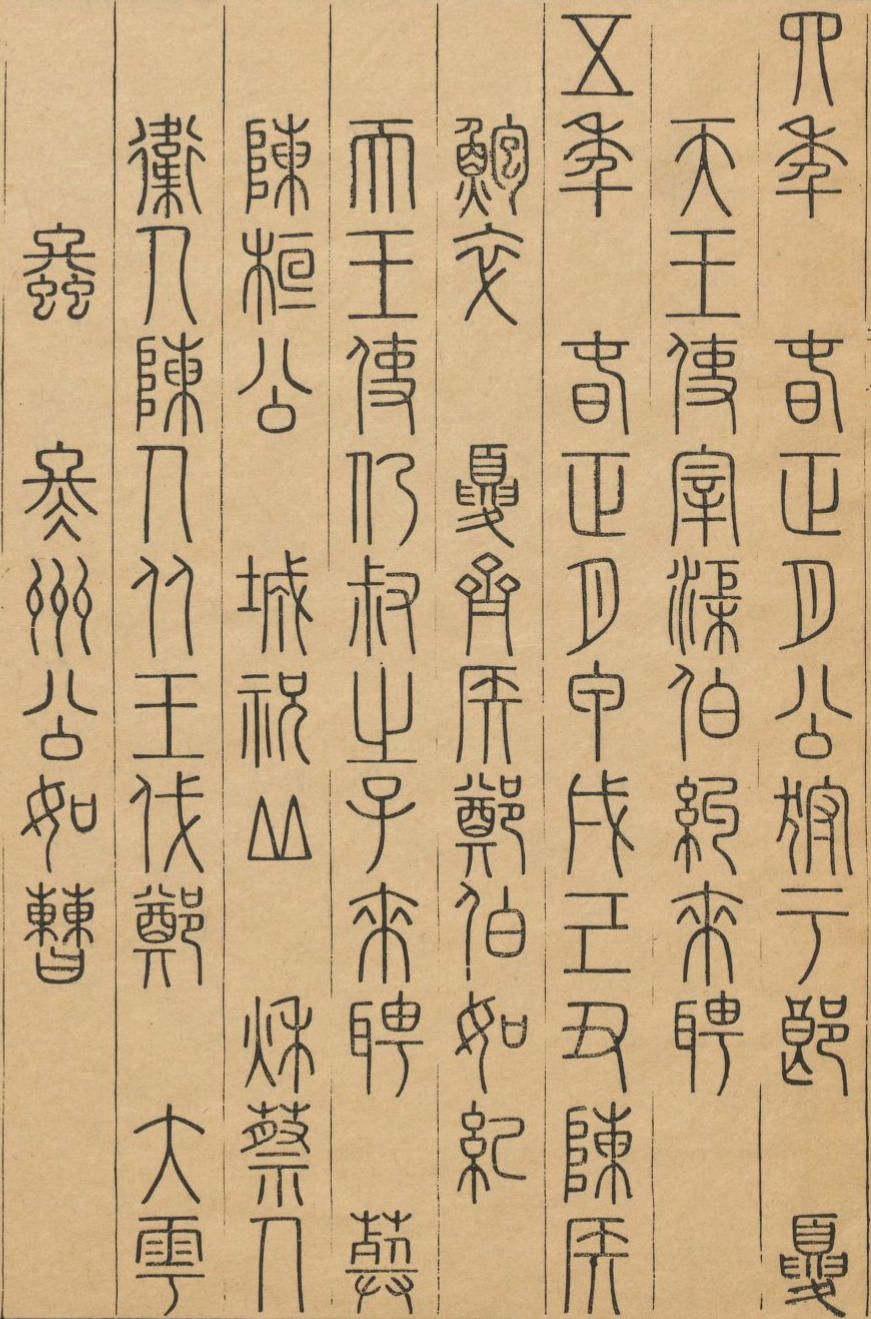 四年 春正月公狩于郎 夏
天王使宰渠伯糾來聘
五年 春正月甲戌己丑陳侯
鮑卒 夏齊侯鄭伯如紀
天王使仍叔之子來聘 葬
陳桓公 城祝丘 秋蔡人
衛人陳人从王伐鄭 大雩
螽 冬州公如曹